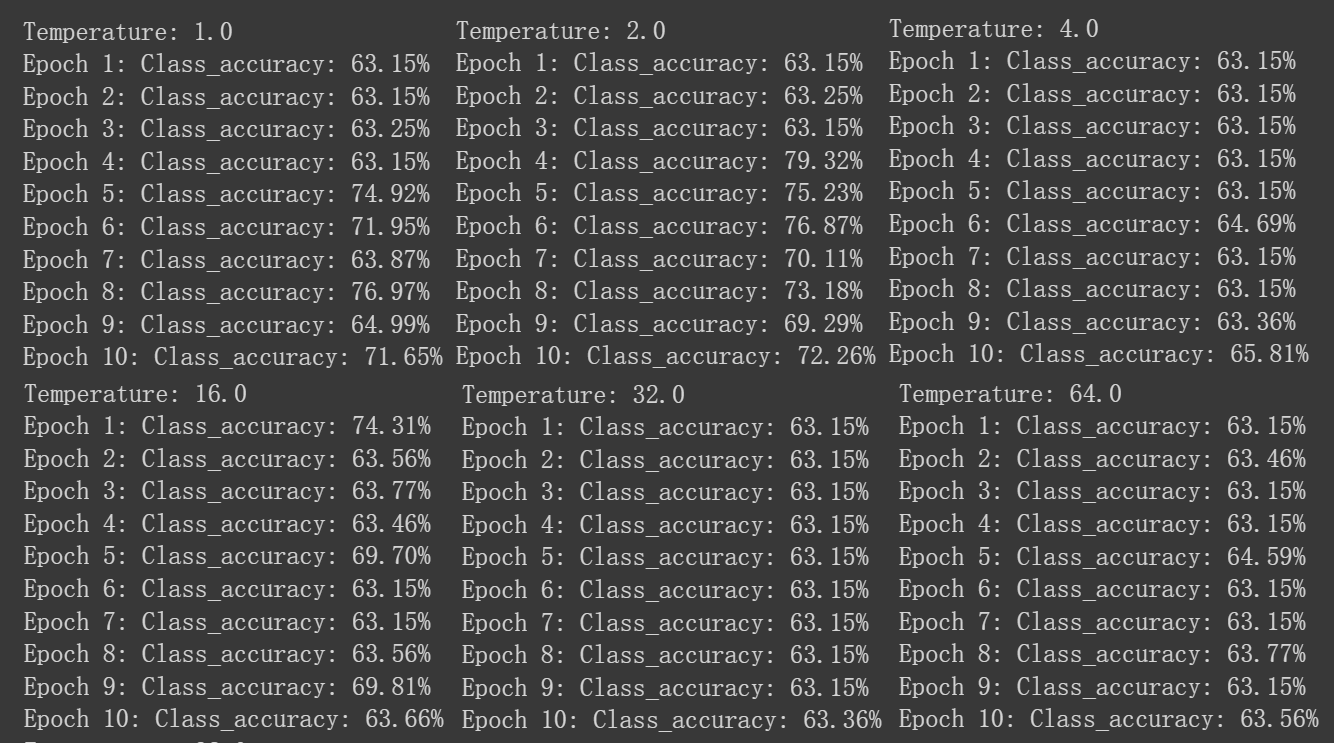 Temperature: 1.0
Epoch 1: Class_accuracy: 63.15%
Epoch 2: Class_accuracy: 63.15%
Epoch 3: Class_accuracy: 63.25%
Epoch 4: Class_accuracy: 63.15%
Epoch 5: Class_accuracy: 74.92%
Epoch 6: Class_accuracy: 71.95%
Epoch 7: Class_accuracy: 63.87%
Epoch 8: Class_accuracy: 76.97%
Epoch 9: Class_accuracy: 64.99%
Epoch 10: Class_accuracy: 71.65%
Temperature: 2.0
Epoch 1: Class_accuracy: 63.15%
Epoch 2: Class_accuracy: 63.25%
Epoch 3: Class_accuracy: 63.15%
Epoch 4: Class_accuracy: 79.32%
Epoch 5: Class_accuracy: 75.23%
Epoch 6: Class_accuracy: 76.87%
Epoch 7: Class_accuracy: 70.11%
Epoch 8: Class_accuracy: 73.18%
Epoch 9: Class_accuracy: 69.29%
Epoch 10: Class_accuracy: 72.26%
Temperature: 4.0
Epoch 1: Class_accuracy: 63.15%
Epoch 2: Class_accuracy: 63.15%
Epoch 3: Class_accuracy: 63.15%
Epoch 4: Class_accuracy: 63.15%
Epoch 5: Class_accuracy: 63.15%
Epoch 6: Class_accuracy: 64.69%
Epoch 7: Class_accuracy: 63.15%
Epoch 8: Class_accuracy: 63.15%
Epoch 9: Class_accuracy: 63.36%
Epoch 10: Class_accuracy: 65.81%
Temperature: 16.0
Epoch 1: Class_accuracy: 74.31%
Epoch 2: Class_accuracy: 63.56%
Epoch 3: Class_accuracy: 63.77%
Epoch 4: Class_accuracy: 63.46%
Epoch 5: Class_accuracy: 69.70%
Epoch 6: Class_accuracy: 63.15%
Epoch 7: Class_accuracy: 63.15%
Epoch 8: Class_accuracy: 63.56%
Epoch 9: Class_accuracy: 69.81%
Epoch 10: Class_accuracy: 63.66%
Temperature: 32.0
Epoch 1: Class_accuracy: 63.15%
Epoch 2: Class_accuracy: 63.15%
Epoch 3: Class_accuracy: 63.15%
Epoch 4: Class_accuracy: 63.15%
Epoch 5: Class_accuracy: 63.15%
Epoch 6: Class_accuracy: 63.15%
Epoch 7: Class_accuracy: 63.15%
Epoch 8: Class_accuracy: 63.15%
Epoch 9: Class_accuracy: 63.15%
Epoch 10: Class_accuracy: 63.36%
Temperature: 64.0
Epoch 1: Class_accuracy: 63.15%
Epoch 2: Class_accuracy: 63.46%
Epoch 3: Class_accuracy: 63.15%
Epoch 4: Class_accuracy: 63.15%
Epoch 5: Class_accuracy: 64.59%
Epoch 6: Class_accuracy: 63.15%
Epoch 7: Class_accuracy: 63.15%
Epoch 8: Class_accuracy: 63.77%
Epoch 9: Class_accuracy: 63.15%
Epoch 10: Class_accuracy: 63.56%